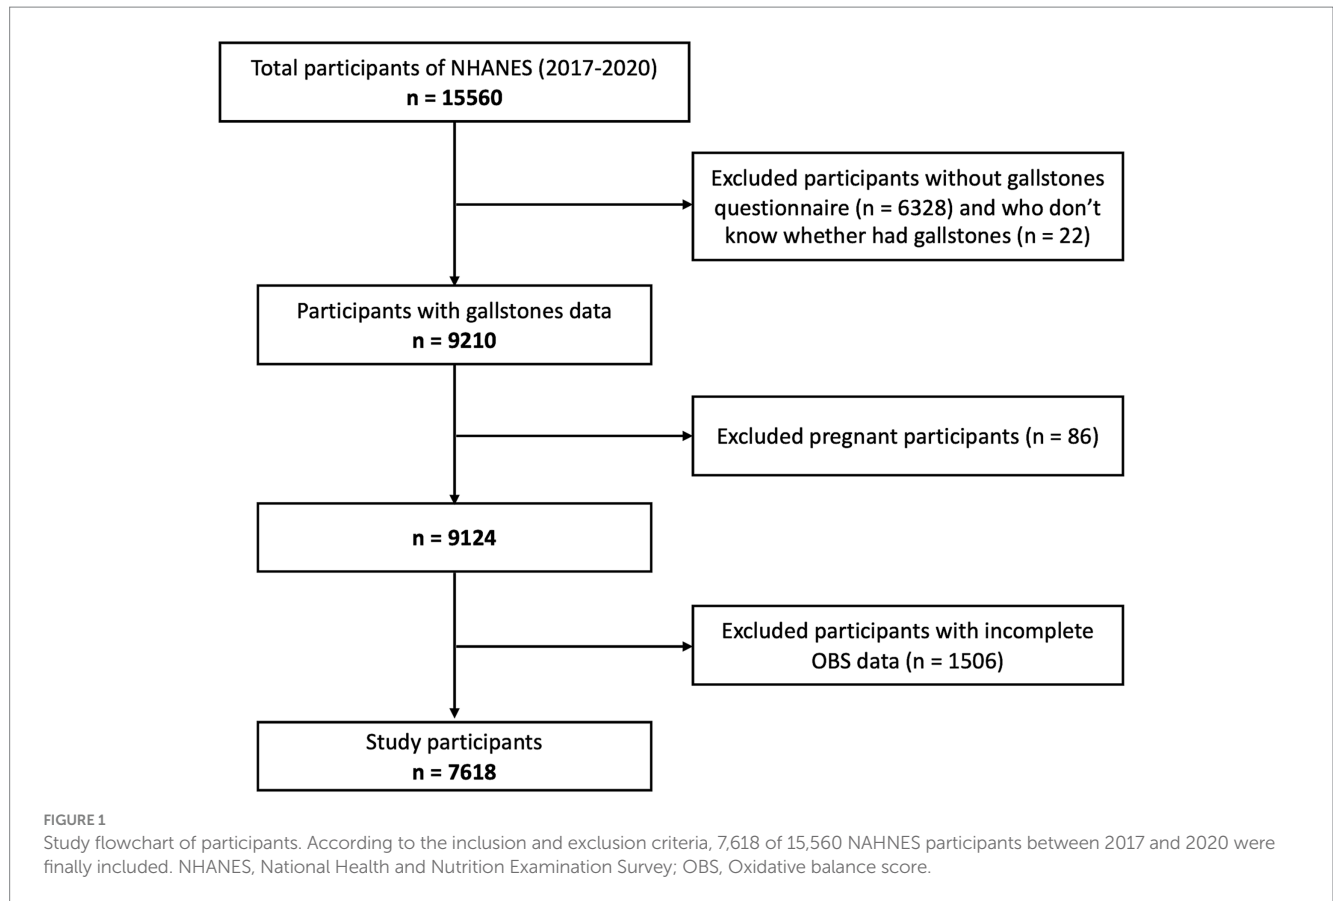 Total participants of NHANES (2017-2020)
n = 15560
Excluded participants without gallstones
questionnaire (n = 6328) and who don’t
know whether had gallstones (n = 22)
Participants with gallstones data
n = 9210
Excluded pregnant participants (n = 86)
n = 9124
Excluded participants with incomplete
OBS data (n = 1506)
Study participants
n = 7618
FIGURE 1
Study flowchart of participants. According to the inclusion and exclusion criteria, 7,618 of 15,560 NAHNES participants between 2017 and 2020 were
finally included. NHANES, National Health and Nutrition Examination Survey; OBS, Oxidative balance score.